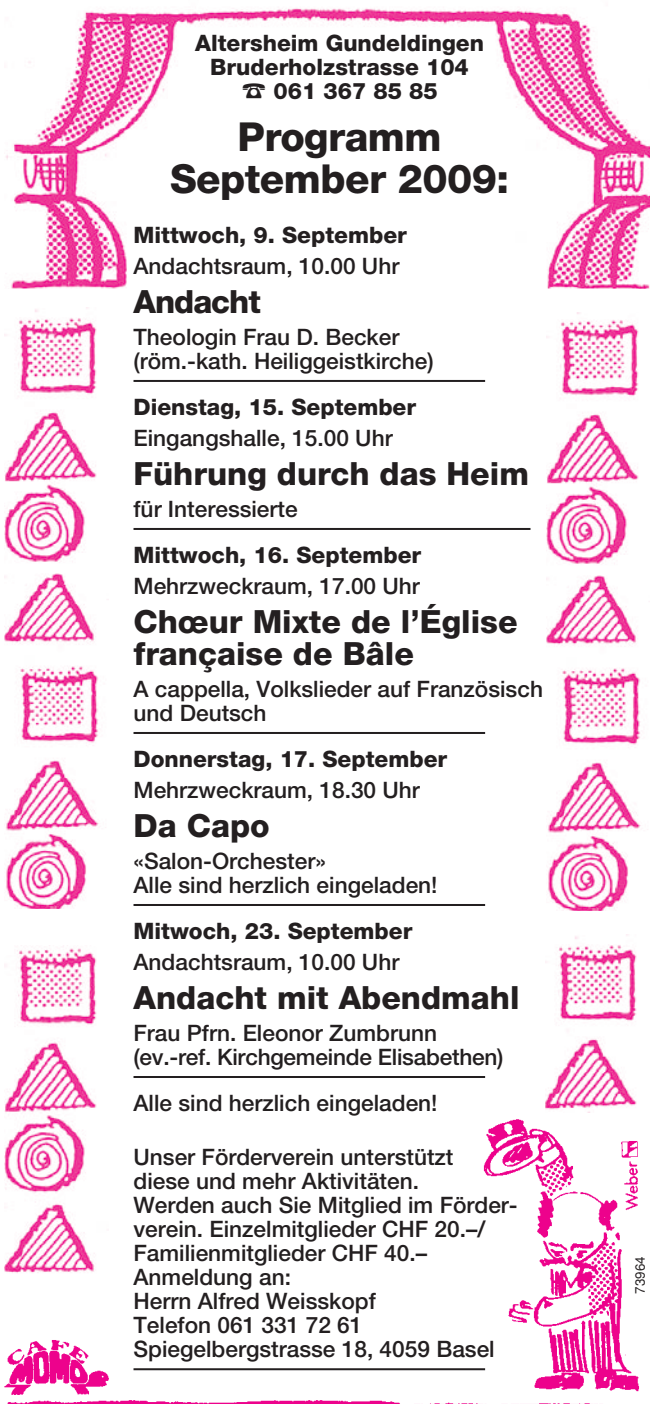 Altersheim Gundeldingen
Bruderholzstrasse 104
☎ 061 367 85 85
Programm
September 2009:
Mittwoch, 9. September
Andachtsraum, 10.00 Uhr
Andacht
Theologin Frau D. Becker
(röm.-kath. Heiliggeistkirche)
Dienstag, 15. September
Eingangshalle, 15.00 Uhr
Führung durch das Heim
für Interessierte
Mittwoch, 16. September
Mehrzweckraum, 17.00 Uhr
Chœur Mixte de l’Église
française de Bâle
A cappella, Volkslieder auf Französisch
und Deutsch
Donnerstag, 17. September
Mehrzweckraum, 18.30 Uhr
Da Capo
«Salon-Orchester»
Alle sind herzlich eingeladen!
Mitwoch, 23. September
Andachtsraum, 10.00 Uhr
Andacht mit Abendmahl
Frau Pfrn. Eleonor Zumbrunn
(ev.-ref. Kirchgemeinde Elisabethen)
Alle sind herzlich eingeladen!
Unser Förderverein unterstützt
diese und mehr Aktivitäten.
Werden auch Sie Mitglied im Förder-
verein. Einzelmitglieder CHF 20.–/
Familienmitglieder CHF 40.–
Anmeldung an:
Herrn Alfred Weisskopf
Telefon 061 331 72 61
Spiegelbergstrasse 18, 4059 Basel
CAFE
MOMO
Weber
73964